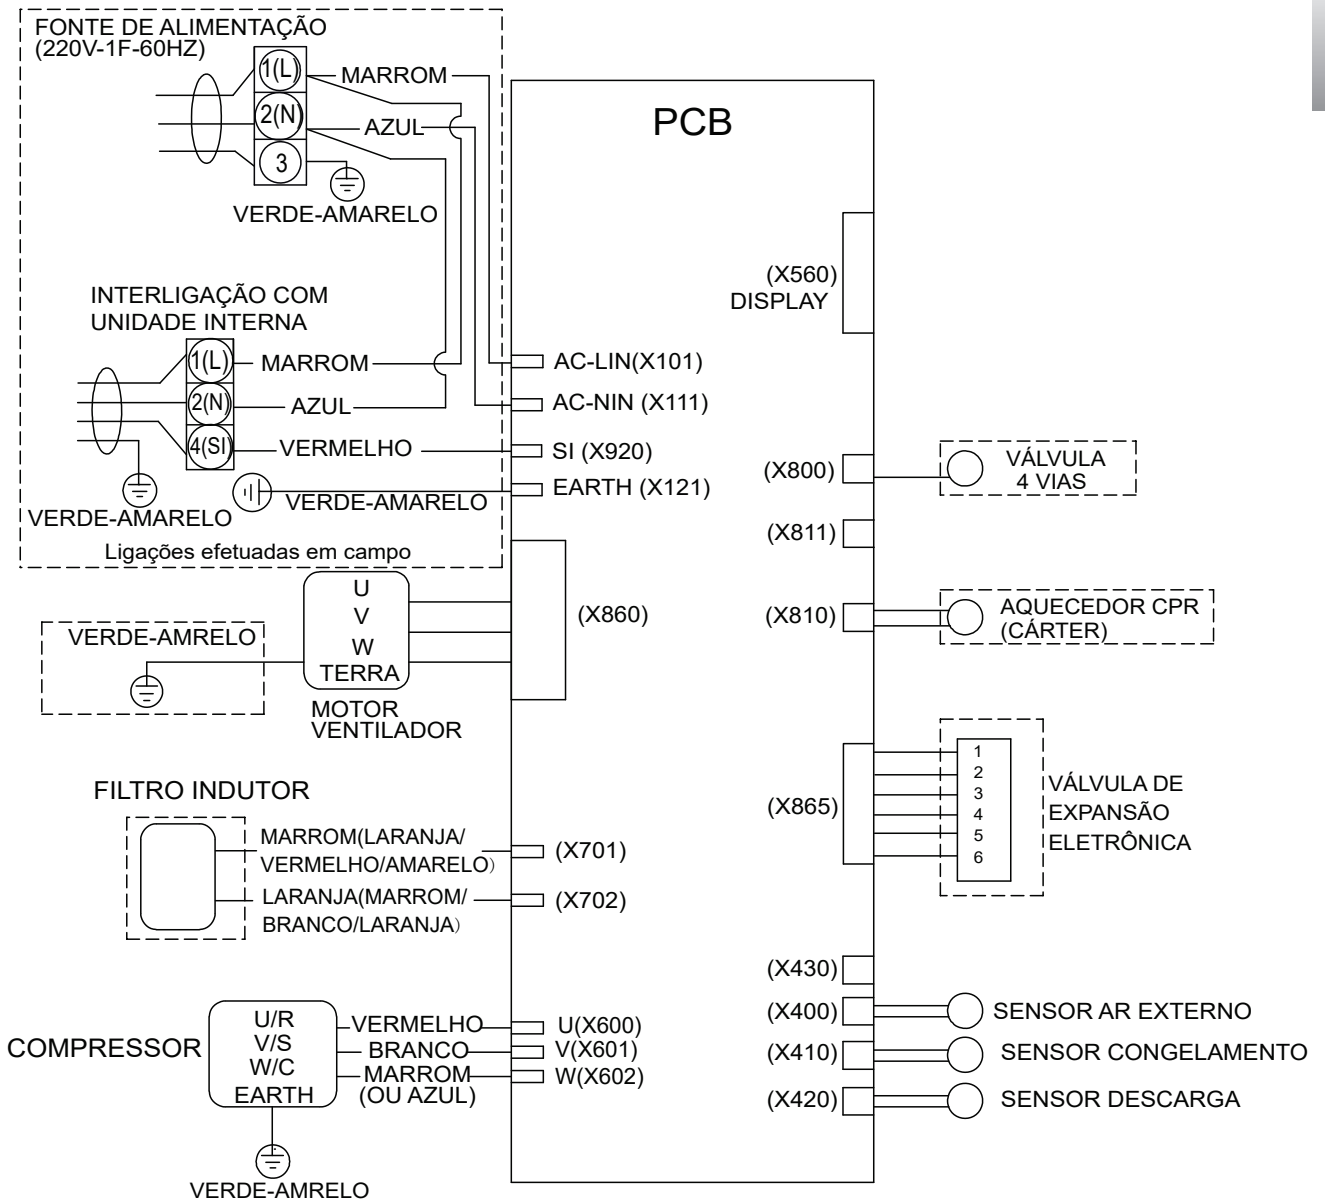 FONTE DE ALIMENTAÇÃO
(220V-1F-60HZ)
1(L)
MARROM
2(N)
AZUL
3
VERDE-AMARELO
INTERLIGAÇÃO COM
UNIDADE INTERNA
1(L)
MARROM
2(N)
AZUL
4(SI)
VERMELHO
VERDE-AMARELO
VERDE-AMARELO
Ligações efetuadas em campo
PCB
(X560)
DISPLAY
AC-LIN(X101)
AC-NIN (X111)
SI (X920)
EARTH (X121)
(X800)
VÁLVULA
4 VIAS
(X811)
(X810)
AQUECEDOR CPR
(CÁRTER)
U
V
W
TERRA
(X860)
VERDE-AMRELO
MOTOR
VENTILADOR
(X865)
1
2
3
4
5
6
VÁLVULA DE
EXPANSÃO
ELETRÔNICA
FILTRO INDUTOR
MARROM(LARANJA/
VERMELHO/AMARELO)
(X701)
LARANJA(MARROM/
BRANCO/LARANJA)
(X702)
(X430)
(X400)
SENSOR AR EXTERNO
(X410)
SENSOR CONGELAMENTO
(X420)
SENSOR DESCARGA
COMPRESSOR
U/R
V/S
W/C
EARTH
VERMELHO
BRANCO
MARROM
(OU AZUL)
U(X600)
V(X601)
W(X602)
VERDE-AMRELO